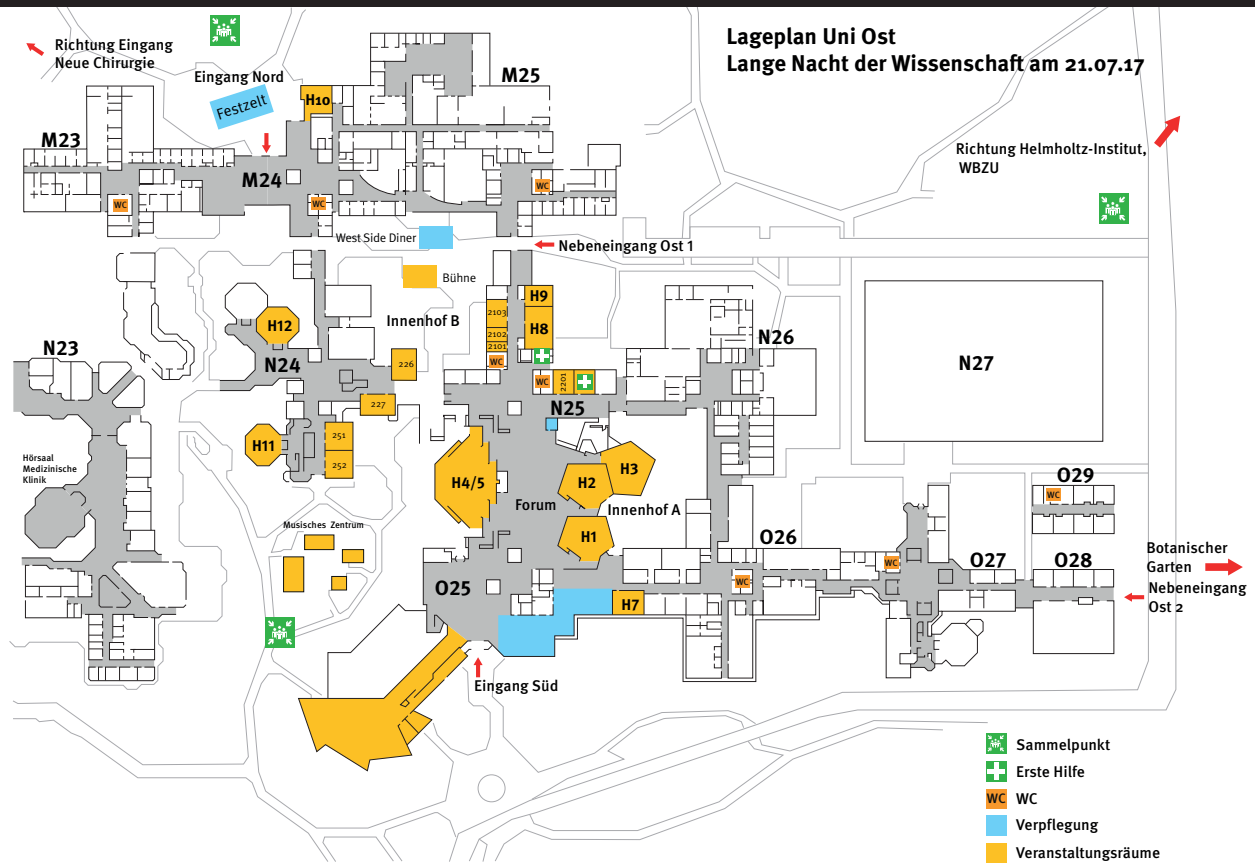 Lageplan Uni Ost
Lange Nacht der Wissenschaft am 21.07.17
Richtung Eingang
Neue Chirurgie
Eingang Nord
Festzelt
H10
M25
M23
M24
WC
WC
WC
Richtung Helmholtz-Institut,
WBZU
West Side Diner
Nebeneingang Ost 1
Bühne
Innenhof B
H12
N24
N23
2103
2102
2101
WC
H9
H8
226
227
WC
2201
N25
N26
N27
H11
251
252
Hörsaal
Medizinische
Klinik
H4/5
Forum
H3
H2
Innenhof A
H1
Musisches Zentrum
O25
H7
O26
WC
WC
O27
O29
WC
O28
Botanischer
Garten
Nebeneingang
Ost 2
Eingang Süd
Sammelpunkt
Erste Hilfe
WC WC
Verpflegung
Veranstaltungsräume